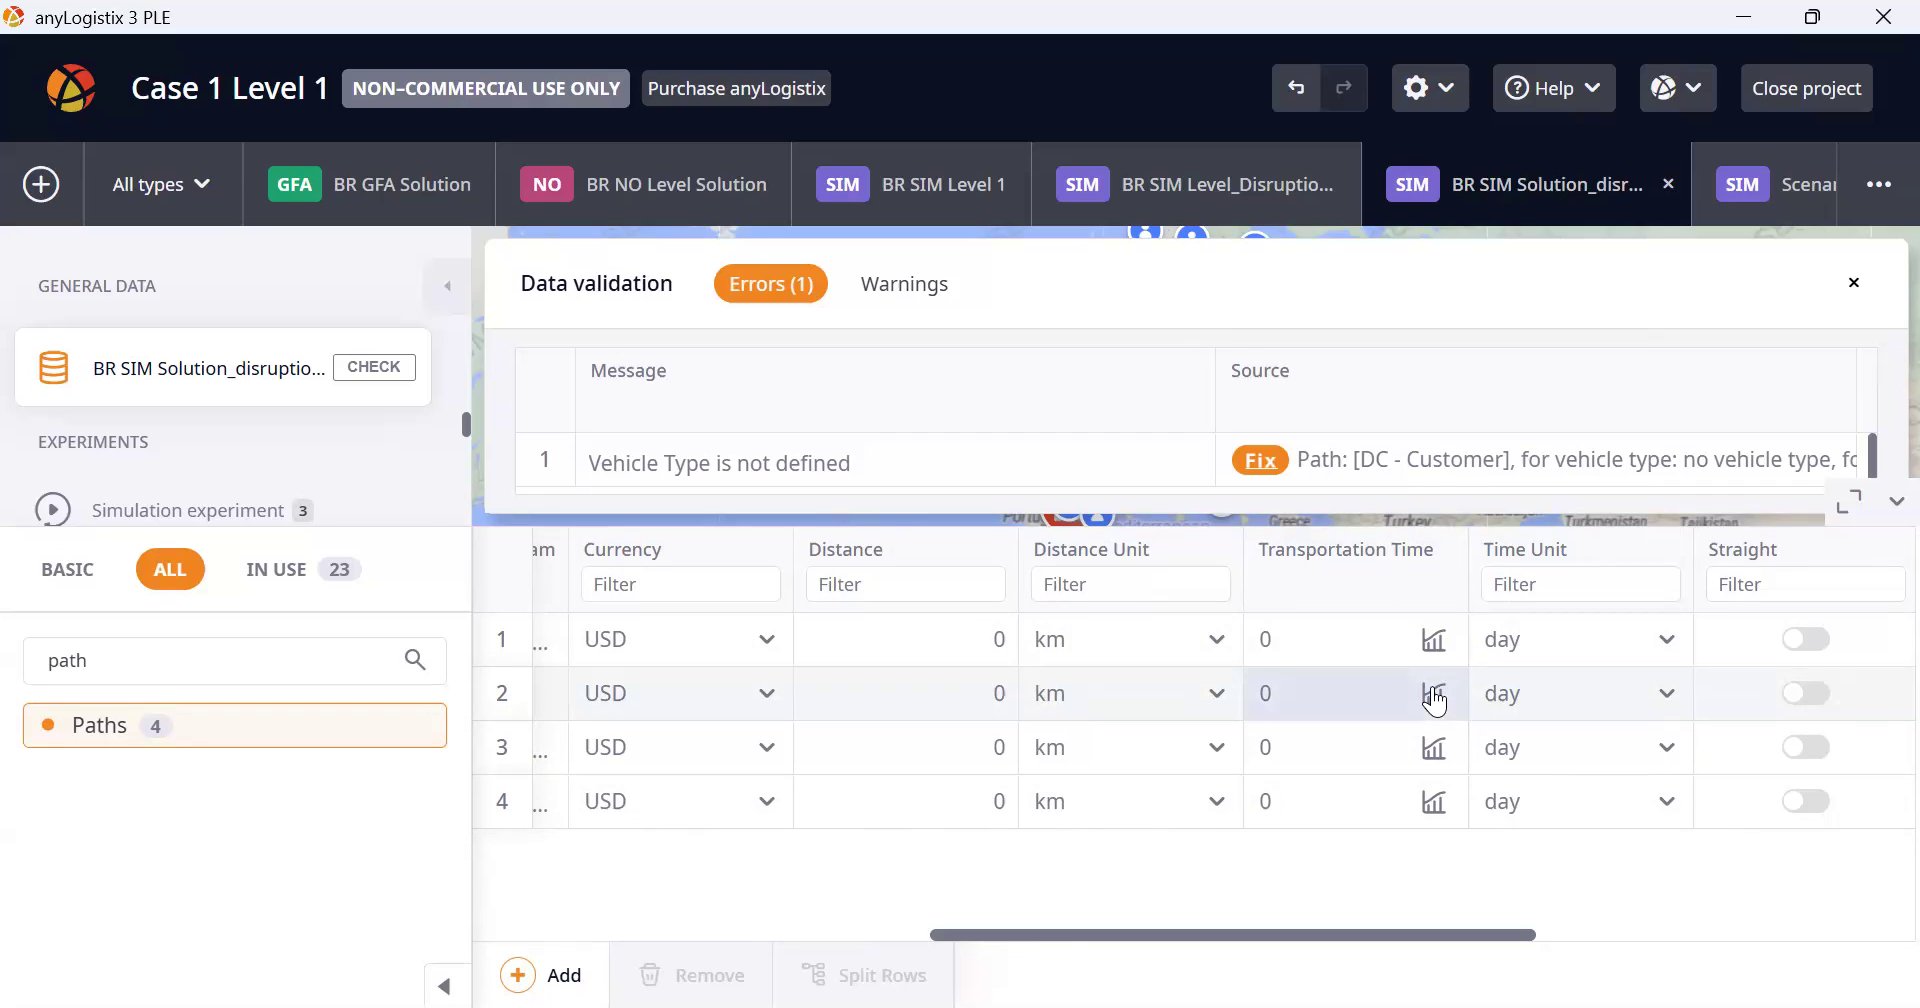 anyLogistix 3 PLE
Case 1 Level 1 NON-COMMERCIAL USE ONLY Purchase anyLogistix Help Close project
All types GFA BR GFA Solution NO BR NO Level Solution SIM BR SIM Level 1 SIM BR SIM Level_Disruptio... SIM BR SIM Solution_disr... SIM Scenar
GENERAL DATA
BR SIM Solution_disruptio... CHECK
EXPERIMENTS
Simulation experiment 3
BASIC ALL IN USE 23
path
Paths 4
Data validation Errors (1) Warnings
Message Source
1 Vehicle Type is not defined Fix Path: [DC - Customer], for vehicle type: no vehicle type, fo
Greece Turkey Turkmenistan Tajikistan
am Currency Distance Distance Unit Transportation Time Time Unit Straight
Filter Filter Filter Filter Filter
1 ... USD 0 km 0 day
2 USD 0 km 0 day
3 ... USD 0 km 0 day
4 ... USD 0 km 0 day
Add Remove Split Rows